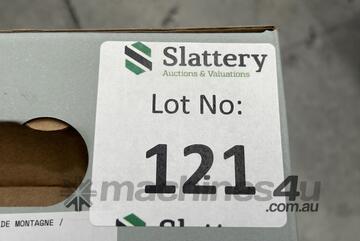 Slattery
Auctions & Valuations
Lot No:
121
machines4u
.com.au
DE MONTAGNE /
Slattery